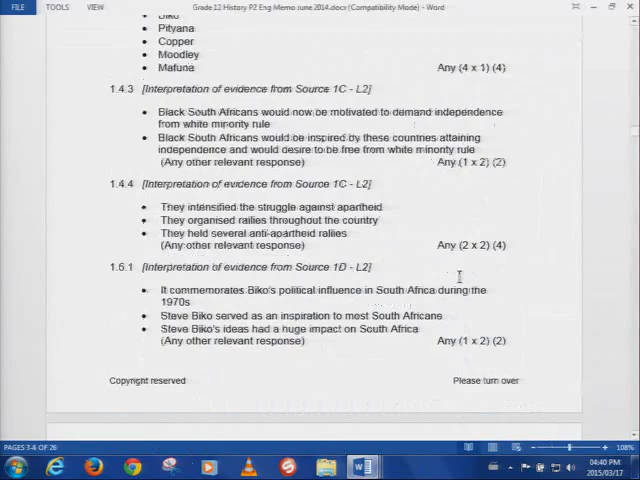 Grade 12 History P2 Eng Memo June 2014.docx [Compatibility Mode] - Word
FILE TOOLS VIEW
• Biko
• Pityana
• Copper
• Moodley
• Mafuna Any (4 x 1) (4)
1.4.3 [Interpretation of evidence from Source 1C - L2]
• Black South Africans would now be motivated to demand independence
from white minority rule
• Black South Africans would be inspired by these countries attaining
independence and would desire to be free from white minority rule
(Any other relevant response) Any (1 x 2) (2)
1.4.4 [Interpretation of evidence from Source 1C - L2]
• They intensified the struggle against apartheid
• They organised rallies throughout the country
• They held several anti-apartheid rallies
(Any other relevant response) Any (2 x 2) (4)
1.5.1 [Interpretation of evidence from Source 1D - L2]
• It commemorates Biko's political influence in South Africa during the
1970s
• Steve Biko served as an inspiration to most South Africans
• Steve Biko's ideas had a huge impact on South Africa
(Any other relevant response) Any (1 x 2) (2)
Copyright reserved Please turn over
PAGES 3-4 OF 26 108%
04:40 PM
2015/03/17